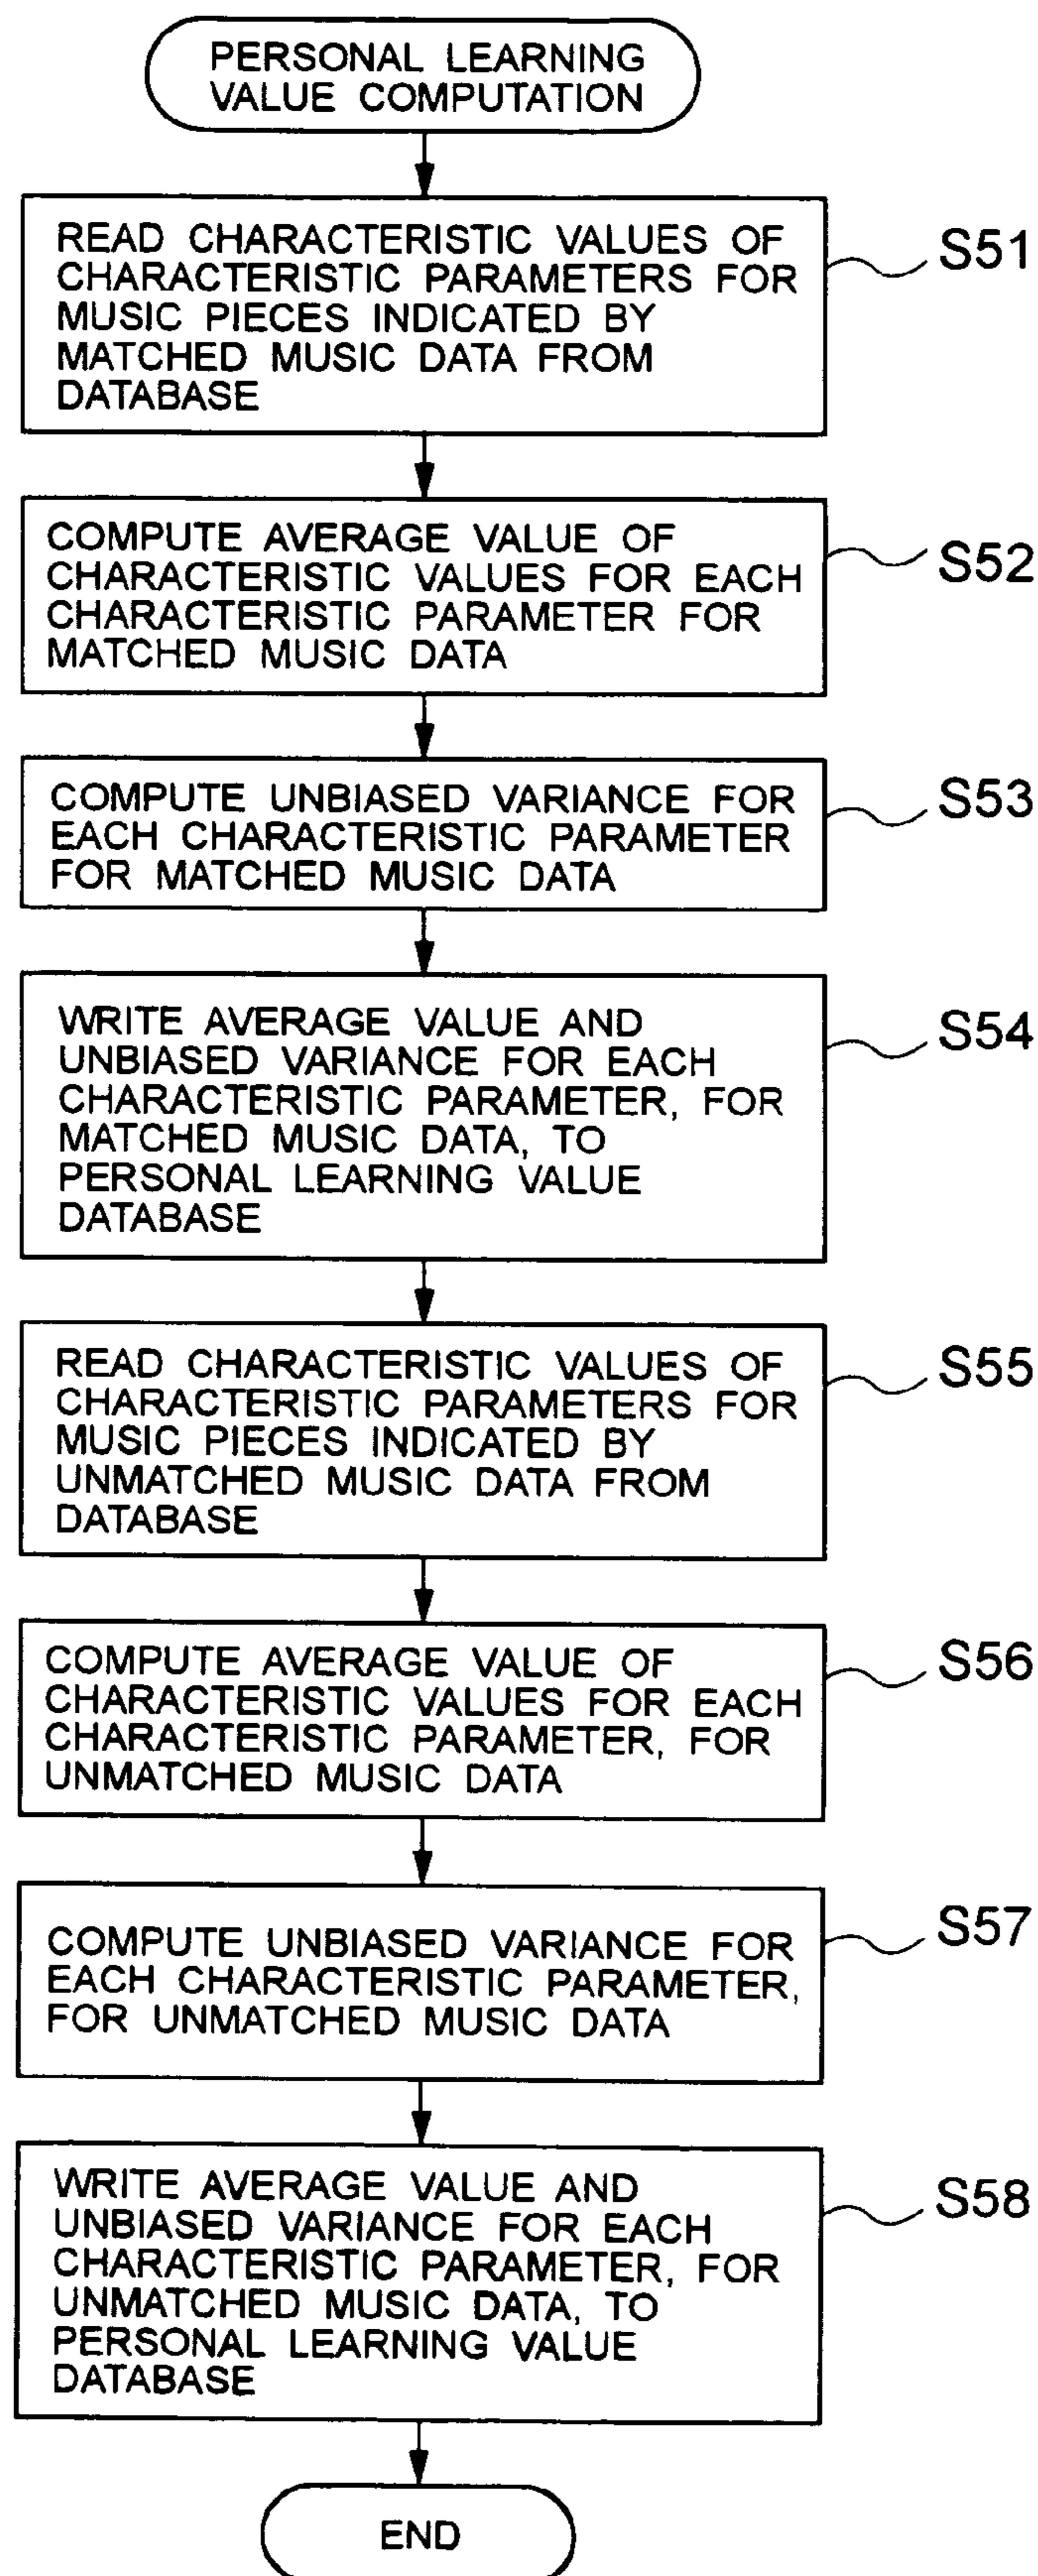 PERSONAL LEARNING
VALUE COMPUTATION
READ CHARACTERISTIC VALUES OF
CHARACTERISTIC PARAMETERS FOR
MUSIC PIECES INDICATED BY
MATCHED MUSIC DATA FROM
DATABASE
S51
COMPUTE AVERAGE VALUE OF
CHARACTERISTIC VALUES FOR EACH
CHARACTERISTIC PARAMETER FOR
MATCHED MUSIC DATA
S52
COMPUTE UNBIASED VARIANCE FOR
EACH CHARACTERISTIC PARAMETER
FOR MATCHED MUSIC DATA
S53
WRITE AVERAGE VALUE AND
UNBIASED VARIANCE FOR EACH
CHARACTERISTIC PARAMETER, FOR
MATCHED MUSIC DATA, TO
PERSONAL LEARNING VALUE
DATABASE
S54
READ CHARACTERISTIC VALUES OF
CHARACTERISTIC PARAMETERS FOR
MUSIC PIECES INDICATED BY
UNMATCHED MUSIC DATA FROM
DATABASE
S55
COMPUTE AVERAGE VALUE OF
CHARACTERISTIC VALUES FOR EACH
CHARACTERISTIC PARAMETER, FOR
UNMATCHED MUSIC DATA
S56
COMPUTE UNBIASED VARIANCE FOR
EACH CHARACTERISTIC PARAMETER,
FOR UNMATCHED MUSIC DATA
S57
WRITE AVERAGE VALUE AND
UNBIASED VARIANCE FOR EACH
CHARACTERISTIC PARAMETER, FOR
UNMATCHED MUSIC DATA, TO
PERSONAL LEARNING VALUE
DATABASE
S58
END